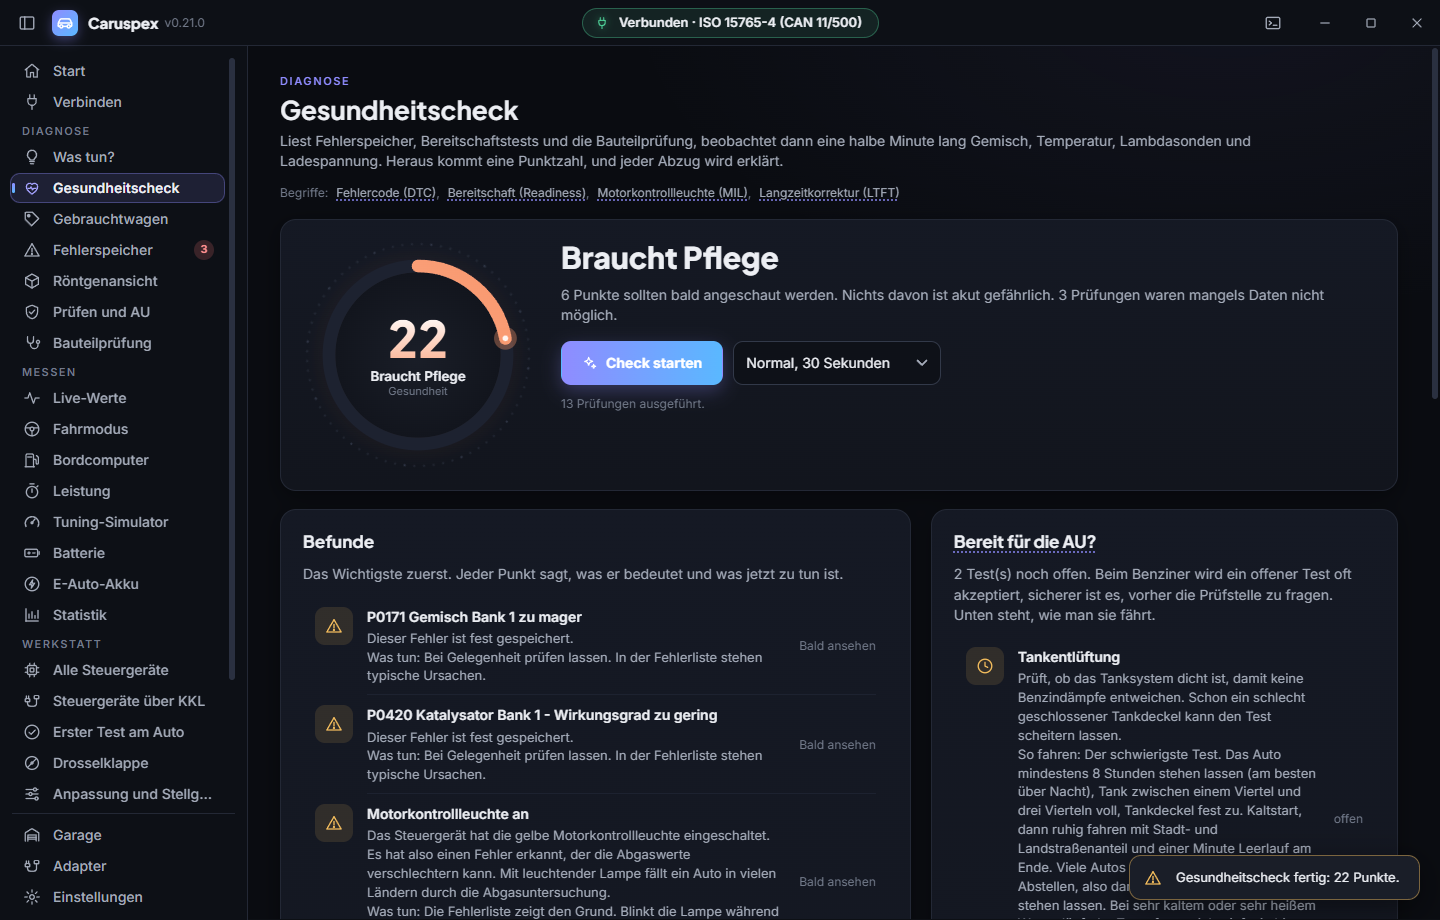 Caruspex v0.21.0
Verbunden · ISO 15765-4 (CAN 11/500)
Start
Verbinden
DIAGNOSE
Was tun?
Gesundheitscheck
Gebrauchtwagen
Fehlerspeicher 3
Röntgenansicht
Prüfen und AU
Bauteilprüfung
MESSEN
Live-Werte
Fahrmodus
Bordcomputer
Leistung
Tuning-Simulator
Batterie
E-Auto-Akku
Statistik
WERKSTATT
Alle Steuergeräte
Steuergeräte über KKL
Erster Test am Auto
Drosselklappe
Anpassung und Stellg...
Garage
Adapter
Einstellungen
DIAGNOSE
Gesundheitscheck
Liest Fehlerspeicher, Bereitschaftstests und die Bauteilprüfung, beobachtet dann eine halbe Minute lang Gemisch, Temperatur, Lambdasonden und
Ladespannung. Heraus kommt eine Punktzahl, und jeder Abzug wird erklärt.
Begriffe: Fehlercode (DTC), Bereitschaft (Readiness), Motorkontrollleuchte (MIL), Langzeitkorrektur (LTFT)
22
Braucht Pflege
Gesundheit
Braucht Pflege
6 Punkte sollten bald angeschaut werden. Nichts davon ist akut gefährlich. 3 Prüfungen waren mangels Daten nicht
möglich.
Check starten
Normal, 30 Sekunden
13 Prüfungen ausgeführt.
Befunde
Das Wichtigste zuerst. Jeder Punkt sagt, was er bedeutet und was jetzt zu tun ist.
P0171 Gemisch Bank 1 zu mager
Dieser Fehler ist fest gespeichert.
Was tun: Bei Gelegenheit prüfen lassen. In der Fehlerliste stehen
typische Ursachen.
Bald ansehen
P0420 Katalysator Bank 1 - Wirkungsgrad zu gering
Dieser Fehler ist fest gespeichert.
Was tun: Bei Gelegenheit prüfen lassen. In der Fehlerliste stehen
typische Ursachen.
Bald ansehen
Motorkontrollleuchte an
Das Steuergerät hat die gelbe Motorkontrollleuchte eingeschaltet.
Es hat also einen Fehler erkannt, der die Abgaswerte
verschlechtern kann. Mit leuchtender Lampe fällt ein Auto in vielen
Ländern durch die Abgasuntersuchung.
Was tun: Die Fehlerliste zeigt den Grund. Blinkt die Lampe während
Bald ansehen
Bereit für die AU?
2 Test(s) noch offen. Beim Benziner wird ein offener Test oft
akzeptiert, sicherer ist es, vorher die Prüfstelle zu fragen.
Unten steht, wie man sie fährt.
Tankentlüftung
Prüft, ob das Tanksystem dicht ist, damit keine
Benzindämpfe entweichen. Schon ein schlecht
geschlossener Tankdeckel kann den Test
scheitern lassen.
So fahren: Der schwierigste Test. Das Auto
mindestens 8 Stunden stehen lassen (am besten
über Nacht), Tank zwischen einem Viertel und
drei Vierteln voll, Tankdeckel fest zu. Kaltstart,
dann ruhig fahren mit Stadt- und
Landstraßenanteil und einer Minute Leerlauf am
Ende. Viele Autos
Abstellen, also
stehen lassen. Bei sehr kaltem oder sehr heißem
offen
Gesundheitscheck fertig: 22 Punkte.